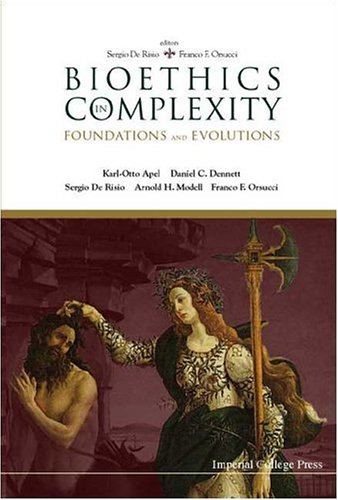 editors
Sergio De Risio Franco F. Orsucci
BIOETHICS
IN COMPLEXITY
FOUNDATIONS AND EVOLUTIONS
Karl-Otto Apel Daniel C. Dennett
Sergio De Risio Arnold H. Modell Franco F. Orsucci
Imperial College Press